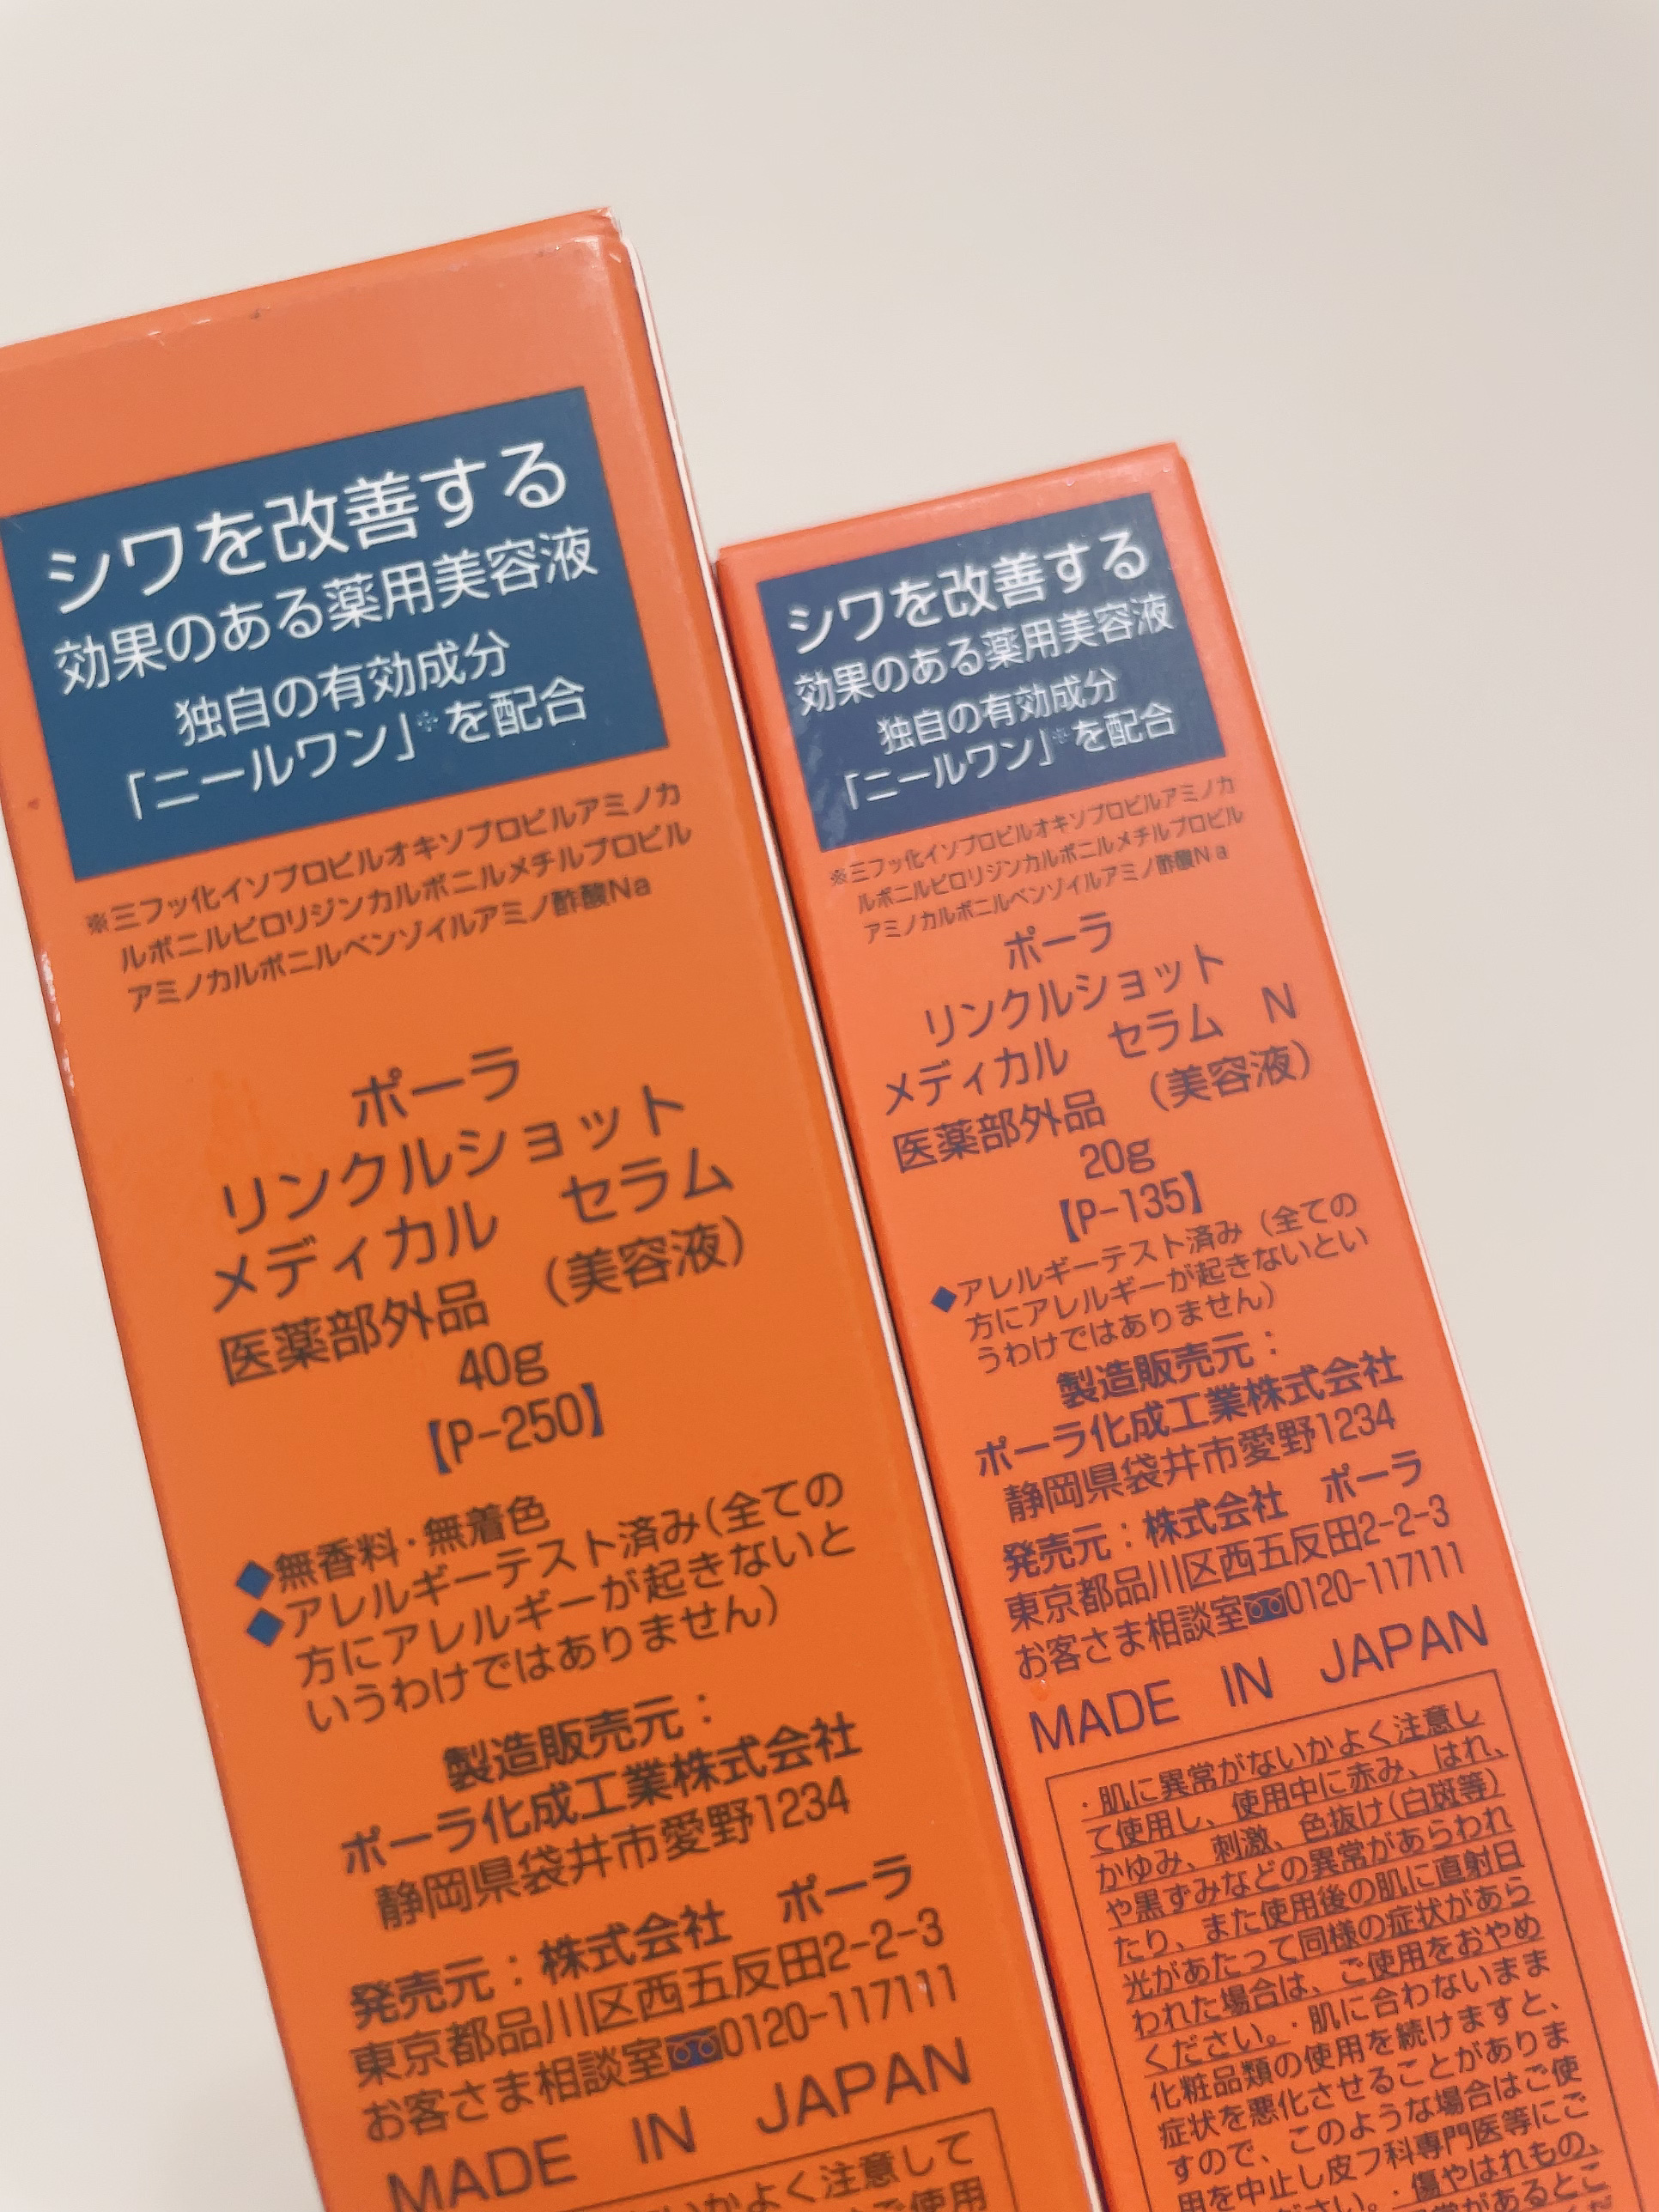 シワを改善する
効果のある薬用美容液
独自の有効成分
「ニールワン」※を配合
※三フッ化イソプロピルオキソプロピルアミノカ
ルボニルピロリジンカルボニルメチルプロピル
アミノカルボニルベンゾイルアミノ酢酸Na
ポーラ
リンクルショット
メディカル セラム
医薬部外品 （美容液）
40g
【P-250】
◆無香料・無着色
◆アレルギーテスト済み（全ての
方にアレルギーが起きないと
いうわけではありません）
製造販売元：
ポーラ化成工業株式会社
静岡県袋井市愛野1234
発売元：株式会社 ポーラ
東京都品川区西五反田2-2-3
お客さま相談室0120-117111
MADE IN JAPAN
いかよく注意して
ご使用
シワを改善する
効果のある薬用美容液
独自の有効成分
「ニールワン」※を配合
※三フッ化イソプロピルオキソプロピルアミノカ
ルボニルピロリジンカルボニルメチルプロピル
アミノカルボニルベンゾイルアミノ酢酸Na
ポーラ
リンクルショット
メディカル セラム N
医薬部外品 （美容液）
20g
【P-135】
◆アレルギーテスト済み（全ての
方にアレルギーが起きないとい
うわけではありません）
製造販売元：
ポーラ化成工業株式会社
静岡県袋井市愛野1234
発売元：株式会社 ポーラ
東京都品川区西五反田2-2-3
お客さま相談室0120-117111
MADE IN JAPAN
・肌に異常がないかよく注意し
て使用し、使用中に赤み、はれ、
かゆみ、刺激、色抜け（白斑等）
や黒ずみなどの異常があらわれ
たり、また使用後の肌に直射日
光があたって同様の症状があら
われた場合は、ご使用をおやめ
ください。・肌に合わないまま
化粧品類の使用を続けますと、
症状を悪化させることがありま
すので、このような場合はご使
用を中止し皮フ科専門医等にご
ださい。・傷やはれもの、
常があるとこ